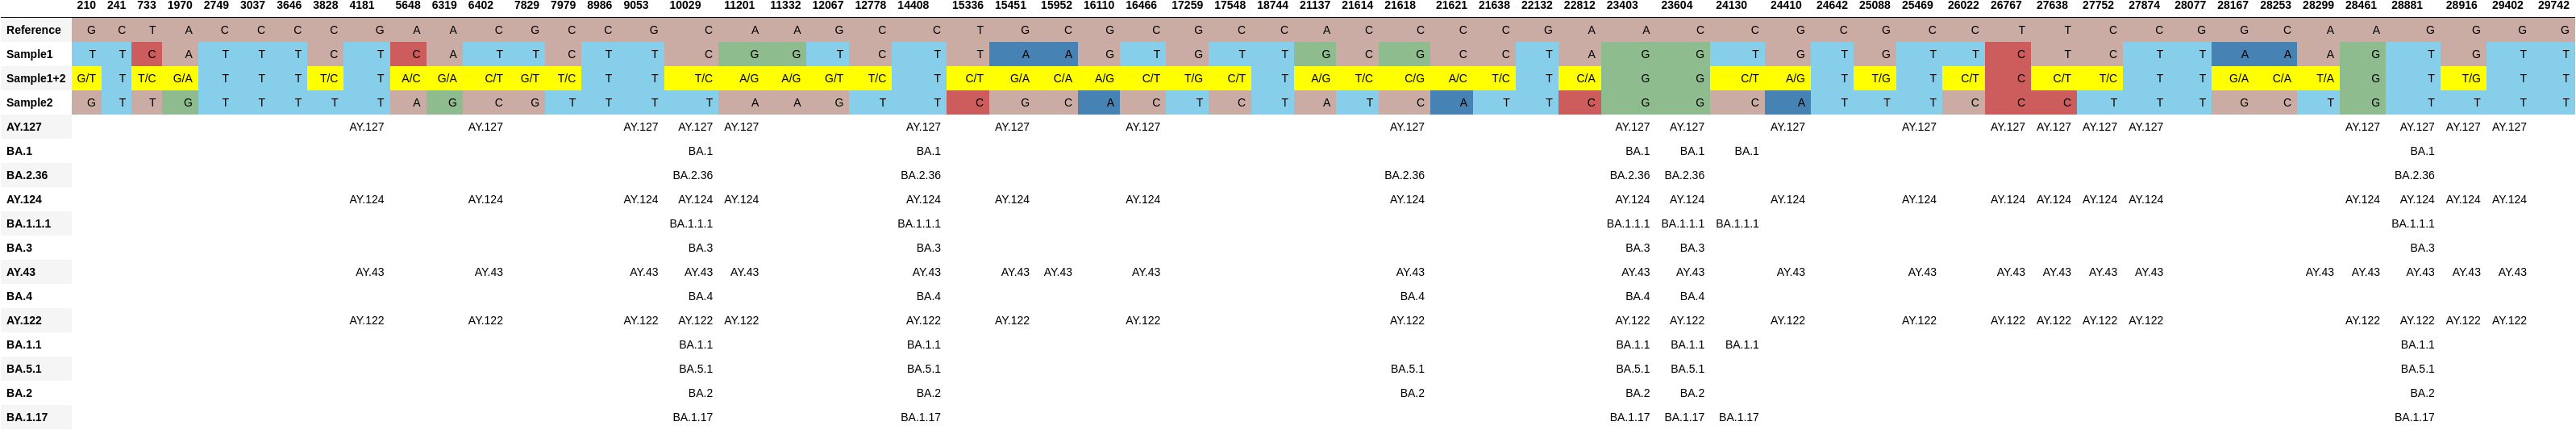 210 241 733 1970 2749 3037 3646 3828 4181 5648 6319 6402 7829 7979 8986 9053 10029 11201 11332 12067 12778 14408 15336 15451 15952 16110 16466 17259 17548 18744 21137 21614 21618 21621 21638 22132 22812 23403 23604 24130 24410 24642 25088 25469 26022 26767 27638 27752 27874 28077 28167 28253 28299 28461 28881 28916 29402 29742
Reference G C T A C C C C G A A C G C C G C A A G C C T G C G C G C C A C C C C G A A C C G C G C C T T C C G G C A A G G G G
Sample1 T T C A T T T C T C A T T C T T C G G T C T T A A G T G T T G C G C C T A G G T G T G T T C T C T T A A A G T G T T
Sample1+2 G/T T T/C G/A T T T T/C T A/C G/A C/T G/T T/C T T T/C A/G A/G G/T T/C T C/T G/A C/A A/G C/T T/G C/T T A/G T/C C/G A/C T/C T C/A G G C/T A/G T T/G T C/T C C/T T/C T T G/A C/A T/A G T T/G T T
Sample2 G T T G T T T T T A G C G T T T T A A G T T C G C A C T C T A T C A T T C G G C A T T T C C C T T T G C T G T T T T
AY.127 AY.127 AY.127 AY.127 AY.127 AY.127 AY.127 AY.127 AY.127 AY.127 AY.127 AY.127 AY.127 AY.127 AY.127 AY.127 AY.127 AY.127 AY.127 AY.127 AY.127 AY.127
BA.1 BA.1 BA.1 BA.1 BA.1 BA.1 BA.1
BA.2.36 BA.2.36 BA.2.36 BA.2.36 BA.2.36 BA.2.36 BA.2.36
AY.124 AY.124 AY.124 AY.124 AY.124 AY.124 AY.124 AY.124 AY.124 AY.124 AY.124 AY.124 AY.124 AY.124 AY.124 AY.124 AY.124 AY.124 AY.124 AY.124 AY.124 AY.124
BA.1.1.1 BA.1.1.1 BA.1.1.1 BA.1.1.1 BA.1.1.1 BA.1.1.1 BA.1.1.1
BA.3 BA.3 BA.3 BA.3 BA.3 BA.3
AY.43 AY.43 AY.43 AY.43 AY.43 AY.43 AY.43 AY.43 AY.43 AY.43 AY.43 AY.43 AY.43 AY.43 AY.43 AY.43 AY.43 AY.43 AY.43 AY.43 AY.43 AY.43 AY.43 AY.43
BA.4 BA.4 BA.4 BA.4 BA.4 BA.4
AY.122 AY.122 AY.122 AY.122 AY.122 AY.122 AY.122 AY.122 AY.122 AY.122 AY.122 AY.122 AY.122 AY.122 AY.122 AY.122 AY.122 AY.122 AY.122 AY.122 AY.122 AY.122
BA.1.1 BA.1.1 BA.1.1 BA.1.1 BA.1.1 BA.1.1 BA.1.1
BA.5.1 BA.5.1 BA.5.1 BA.5.1 BA.5.1 BA.5.1 BA.5.1
BA.2 BA.2 BA.2 BA.2 BA.2 BA.2 BA.2
BA.1.17 BA.1.17 BA.1.17 BA.1.17 BA.1.17 BA.1.17 BA.1.17